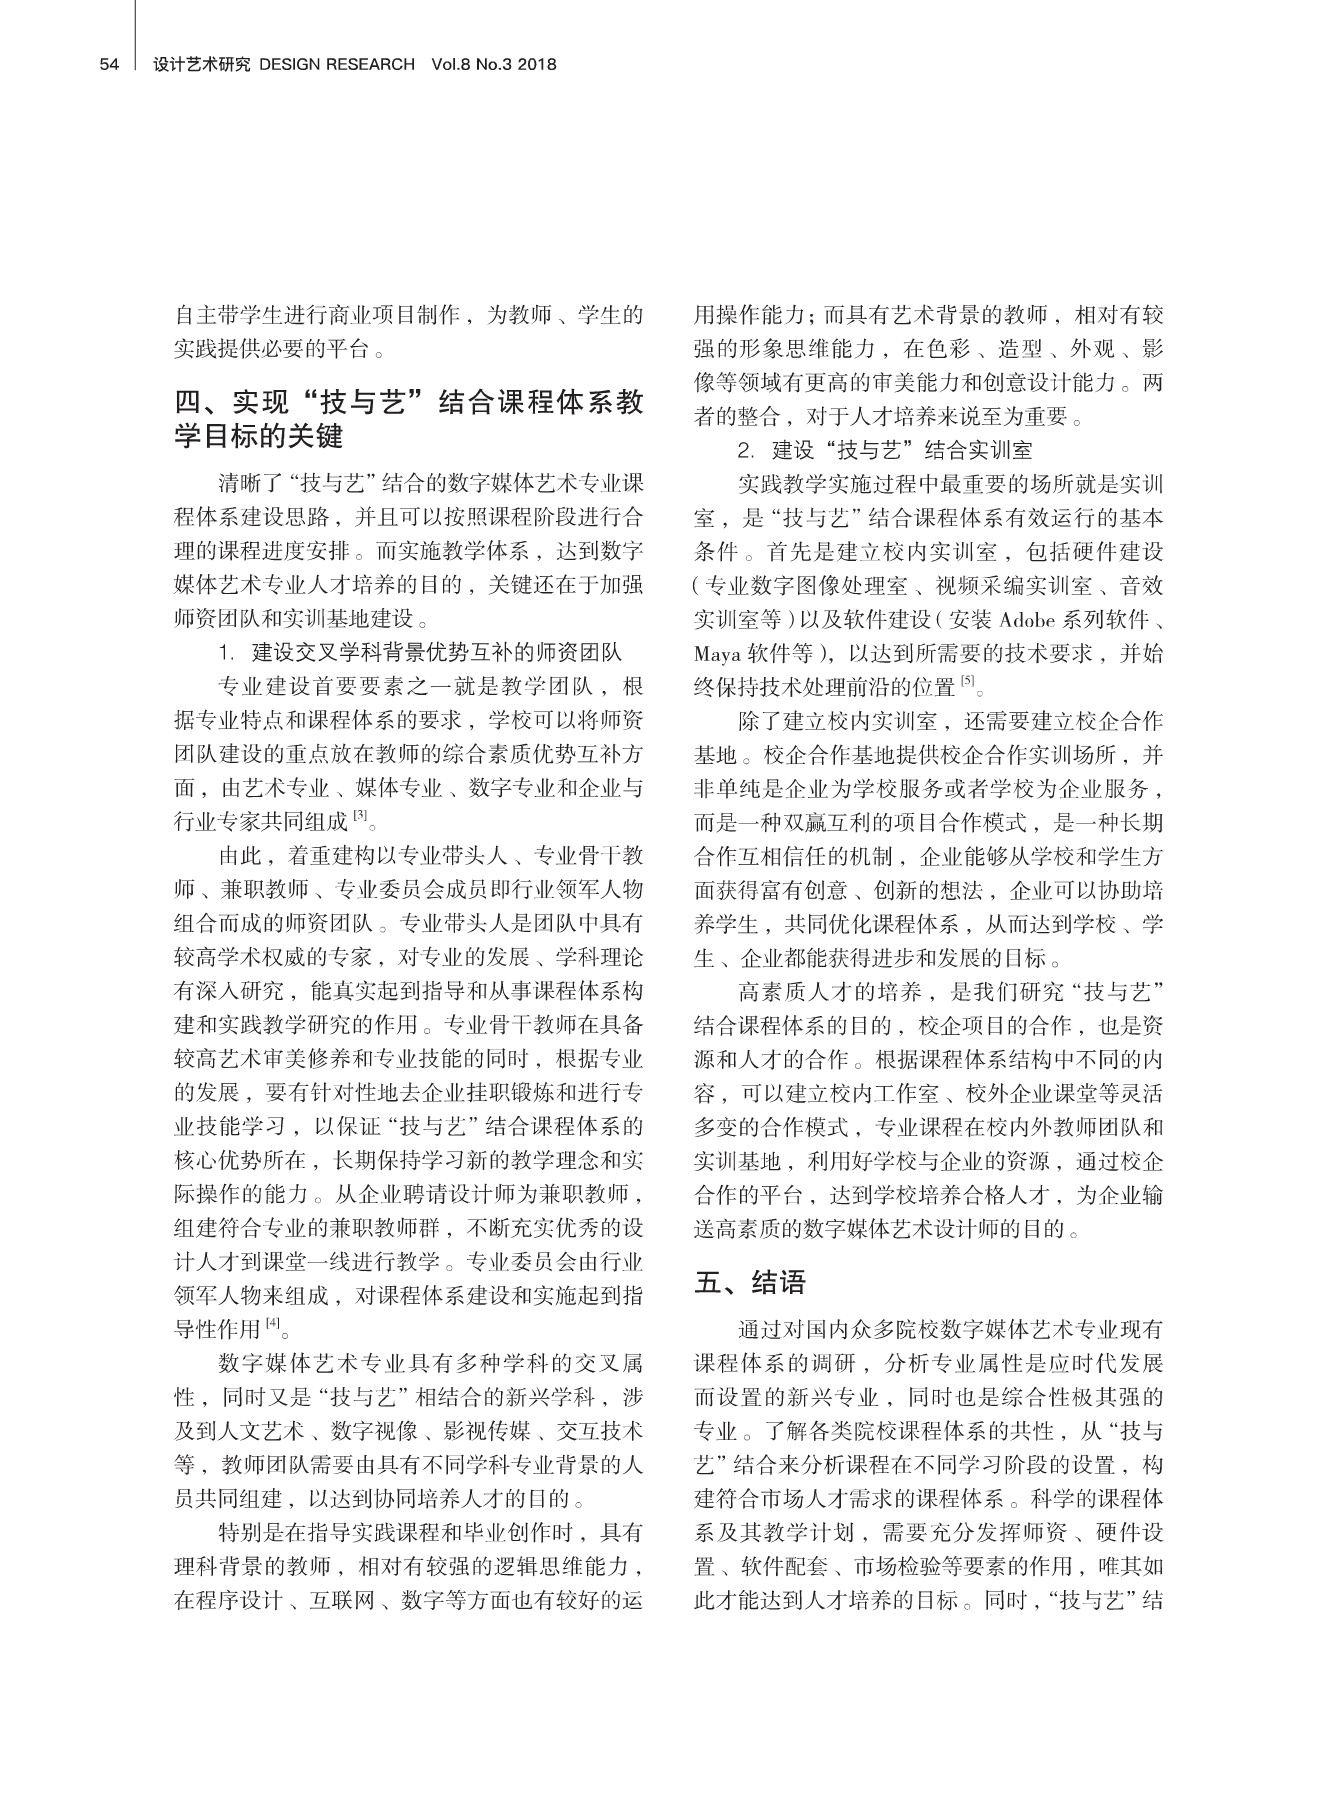 54 设计艺术研究 DESIGN RESEARCH Vol.8 No.3 2018
自主带学生进行商业项目制作，为教师、学生的
实践提供必要的平台。
四、实现“技与艺”结合课程体系教
学目标的关键
清晰了“技与艺”结合的数字媒体艺术专业课
程体系建设思路，并且可以按照课程阶段进行合
理的课程进度安排。而实施教学体系，达到数字
媒体艺术专业人才培养的目的，关键还在于加强
师资团队和实训基地建设。
1. 建设交叉学科背景优势互补的师资团队
专业建设首要要素之一就是教学团队，根
据专业特点和课程体系的要求，学校可以将师资
团队建设的重点放在教师的综合素质优势互补方
面，由艺术专业、媒体专业、数字专业和企业与
行业专家共同组成[3]。
由此，着重建构以专业带头人、专业骨干教
师、兼职教师、专业委员会成员即行业领军人物
组合而成的师资团队。专业带头人是团队中具有
较高学术权威的专家，对专业的发展、学科理论
有深入研究，能真实起到指导和从事课程体系构
建和实践教学研究的作用。专业骨干教师在具备
较高艺术审美修养和专业技能的同时，根据专业
的发展，要有针对性地去企业挂职锻炼和进行专
业技能学习，以保证“技与艺”结合课程体系的
核心优势所在，长期保持学习新的教学理念和实
际操作的能力。从企业聘请设计师为兼职教师，
组建符合专业的兼职教师群，不断充实优秀的设
计人才到课堂一线进行教学。专业委员会由行业
领军人物来组成，对课程体系建设和实施起到指
导性作用[4]。
数字媒体艺术专业具有多种学科的交叉属
性，同时又是“技与艺”相结合的新兴学科，涉
及到人文艺术、数字视像、影视传媒、交互技术
等，教师团队需要由具有不同学科专业背景的人
员共同组建，以达到协同培养人才的目的。
特别是在指导实践课程和毕业创作时，具有
理科背景的教师，相对有较强的逻辑思维能力，
在程序设计、互联网、数字等方面也有较好的运
用操作能力；而具有艺术背景的教师，相对有较
强的形象思维能力，在色彩、造型、外观、影
像等领域有更高的审美能力和创意设计能力。两
者的整合，对于人才培养来说至为重要。
2. 建设“技与艺”结合实训室
实践教学实施过程中最重要的场所就是实训
室，是“技与艺”结合课程体系有效运行的基本
条件。首先是建立校内实训室，包括硬件建设
（专业数字图像处理室、视频采编实训室、音效
实训室等）以及软件建设（安装 Adobe 系列软件、
Maya 软件等），以达到所需要的技术要求，并始
终保持技术处理前沿的位置[5]。
除了建立校内实训室，还需要建立校企合作
基地。校企合作基地提供校企合作实训场所，并
非单纯是企业为学校服务或者学校为企业服务，
而是一种双赢互利的项目合作模式，是一种长期
合作互相信任的机制，企业能够从学校和学生方
面获得富有创意、创新的想法，企业可以协助培
养学生，共同优化课程体系，从而达到学校、学
生、企业都能获得进步和发展的目标。
高素质人才的培养，是我们研究“技与艺”
结合课程体系的目的，校企项目的合作，也是资
源和人才的合作。根据课程体系结构中不同的内
容，可以建立校内工作室、校外企业课堂等灵活
多变的合作模式，专业课程在校内外教师团队和
实训基地，利用好学校与企业的资源，通过校企
合作的平台，达到学校培养合格人才，为企业输
送高素质的数字媒体艺术设计师的目的。
五、结语
通过对国内众多院校数字媒体艺术专业现有
课程体系的调研，分析专业属性是应时代发展
而设置的新兴专业，同时也是综合性极其强的
专业。了解各类院校课程体系的共性，从“技与
艺”结合来分析课程在不同学习阶段的设置，构
建符合市场人才需求的课程体系。科学的课程体
系及其教学计划，需要充分发挥师资、硬件设
置、软件配套、市场检验等要素的作用，唯其如
此才能达到人才培养的目标。同时，“技与艺”结